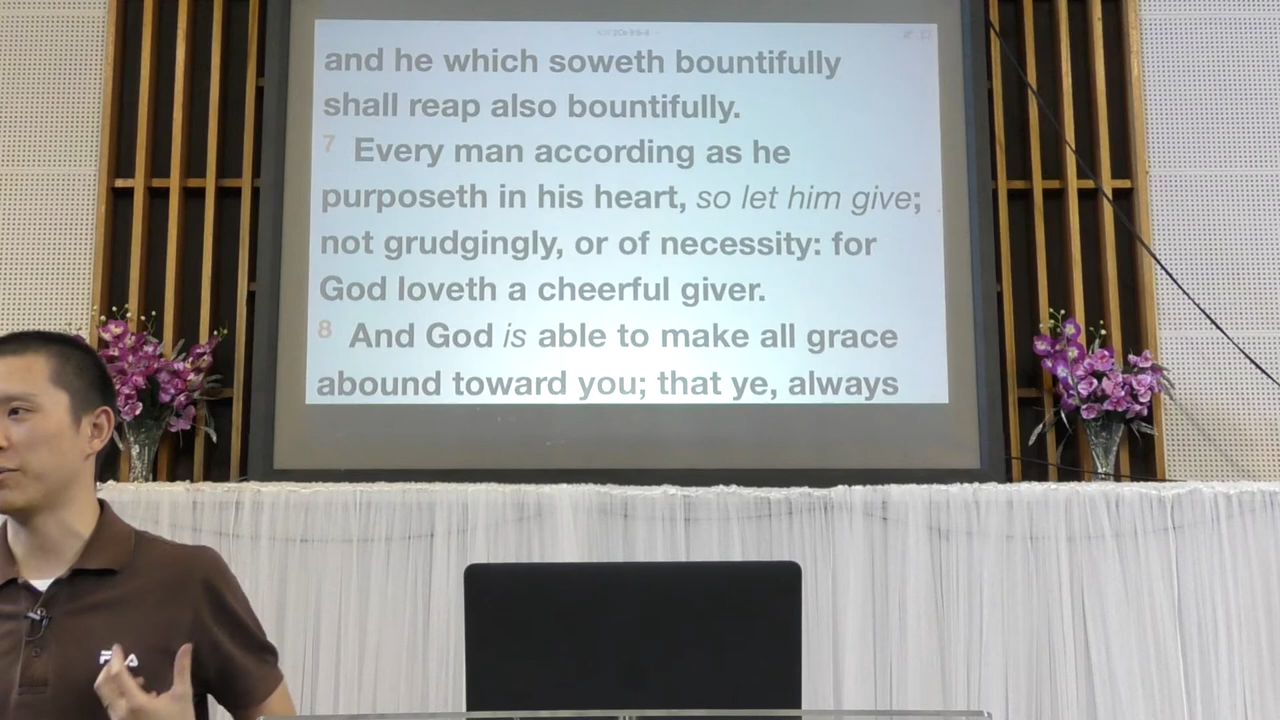 and he which soweth bountifully
shall reap also bountifully.
7 Every man according as he
purposeth in his heart, so let him give;
not grudgingly, or of necessity: for
God loveth a cheerful giver.
8 And God is able to make all grace
abound toward you; that ye, always
FILA